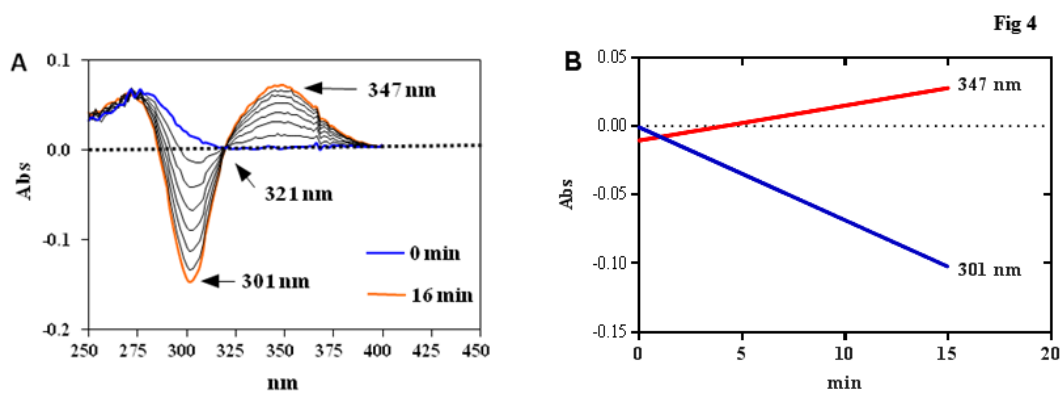 Fig 4
A
0.1
0.0
-0.1
-0.2
Abs
347 nm
321 nm
301 nm
0 min
16 min
250 275 300 325 350 375 400 425 450
nm
B
0.05
0.00
-0.05
-0.10
-0.15
Abs
347 nm
301 nm
0 5 10 15 20
min